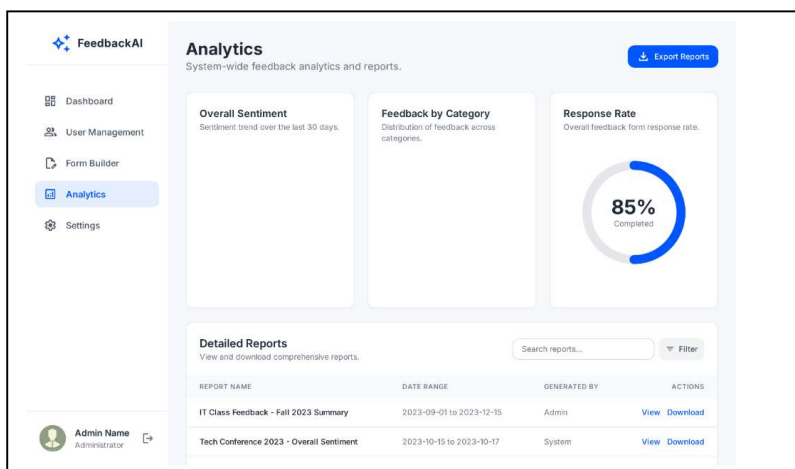 FeedbackAI
Dashboard
User Management
Form Builder
Analytics
Settings
Admin Name
Administrator
Analytics
System-wide feedback analytics and reports.
Export Reports
Overall Sentiment
Sentiment trend over the last 30 days.
Feedback by Category
Distribution of feedback across
categories.
Response Rate
Overall feedback form response rate.
85%
Completed
Detailed Reports
View and download comprehensive reports.
Search reports...
Filter
REPORT NAME DATE RANGE GENERATED BY ACTIONS
IT Class Feedback - Fall 2023 Summary 2023-09-01 to 2023-12-15 Admin View Download
Tech Conference 2023 - Overall Sentiment 2023-10-15 to 2023-10-17 System View Download